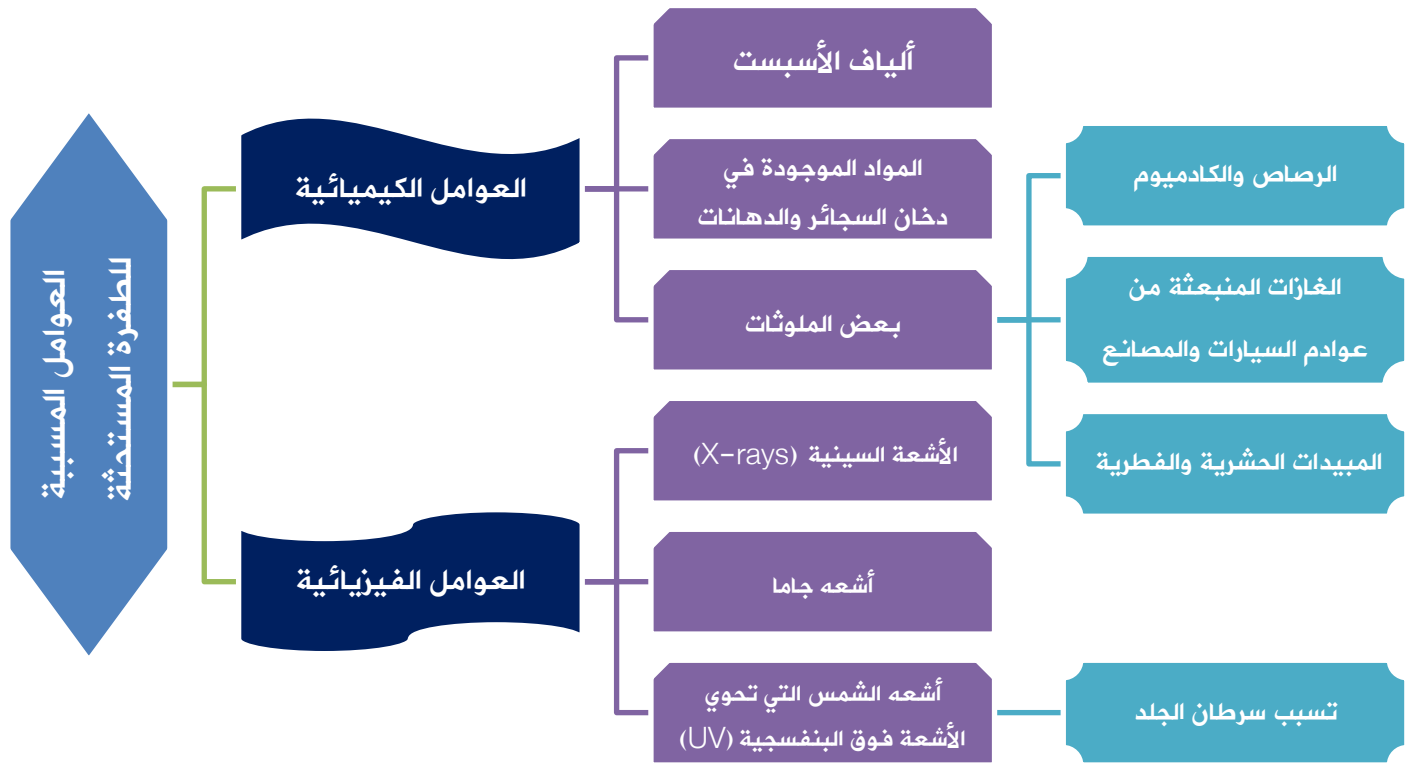 العوامل المسببة
للطفرة المستحثة
العوامل الكيميائية
ألياف الأسبست
المواد الموجودة في
دخان السجائر والدهانات
بعض الملوثات
الرصاص والكادميوم
الغازات المنبعثة من
عوادم السيارات والمصانع
المبيدات الحشرية والفطرية
العوامل الفيزيائية
الأشعة السينية (X-rays)
أشعه جاما
أشعه الشمس التي تحوي
الأشعة فوق البنفسجية (UV)
تسبب سرطان الجلد